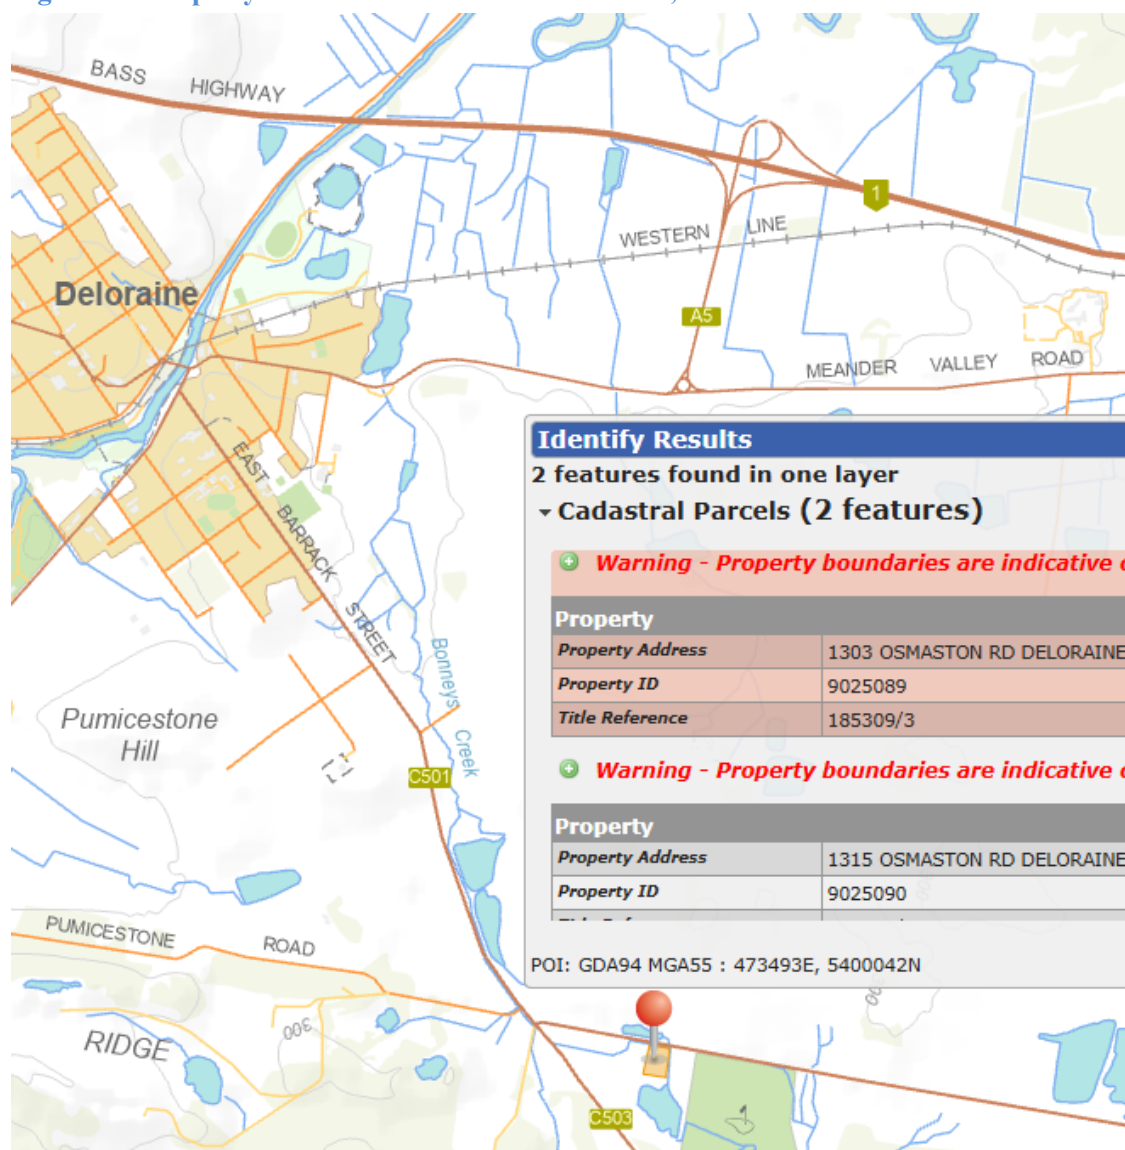 BASS HIGHWAY
1
WESTERN LINE
Deloraine
A5
MEANDER VALLEY ROAD
EAST BARRACK STREET
Identify Results
2 features found in one layer
Cadastral Parcels (2 features)
Warning - Property boundaries are indicative
Property
Property Address 1303 OSMASTON RD DELORAINE
Property ID 9025089
Title Reference 185309/3
Warning - Property boundaries are indicative
Property
Property Address 1315 OSMASTON RD DELORAINE
Property ID 9025090
POI: GDA94 MGA55 : 473493E, 5400042N
Bonneys Creek
Pumicestone
Hill
C501
PUMICESTONE ROAD
300
RIDGE
C503